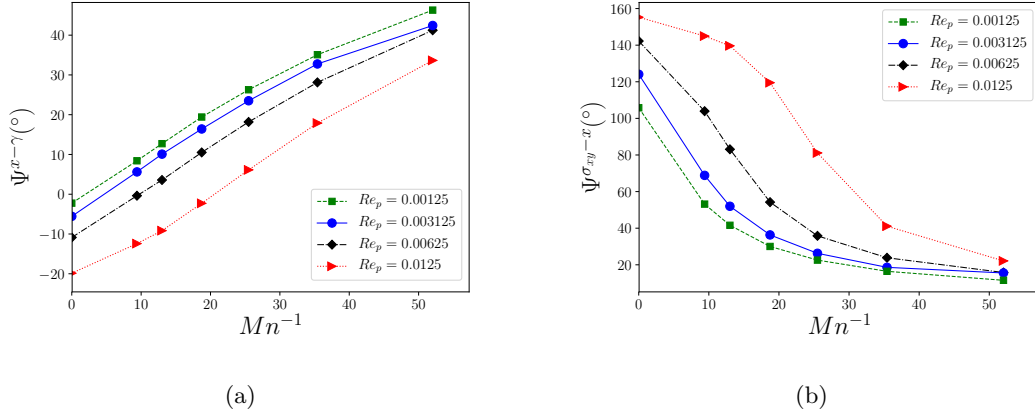 40
30
20
10
0
−10
−20
0 10 20 30 40 50
Ψ^{x−γ}(○)
Mn^{−1}
Re_p = 0.00125
Re_p = 0.003125
Re_p = 0.00625
Re_p = 0.0125
(a)
160
140
120
100
80
60
40
20
0 10 20 30 40 50
Ψ^{σ_{xy}−x}(○)
Mn^{−1}
Re_p = 0.00125
Re_p = 0.003125
Re_p = 0.00625
Re_p = 0.0125
(b)